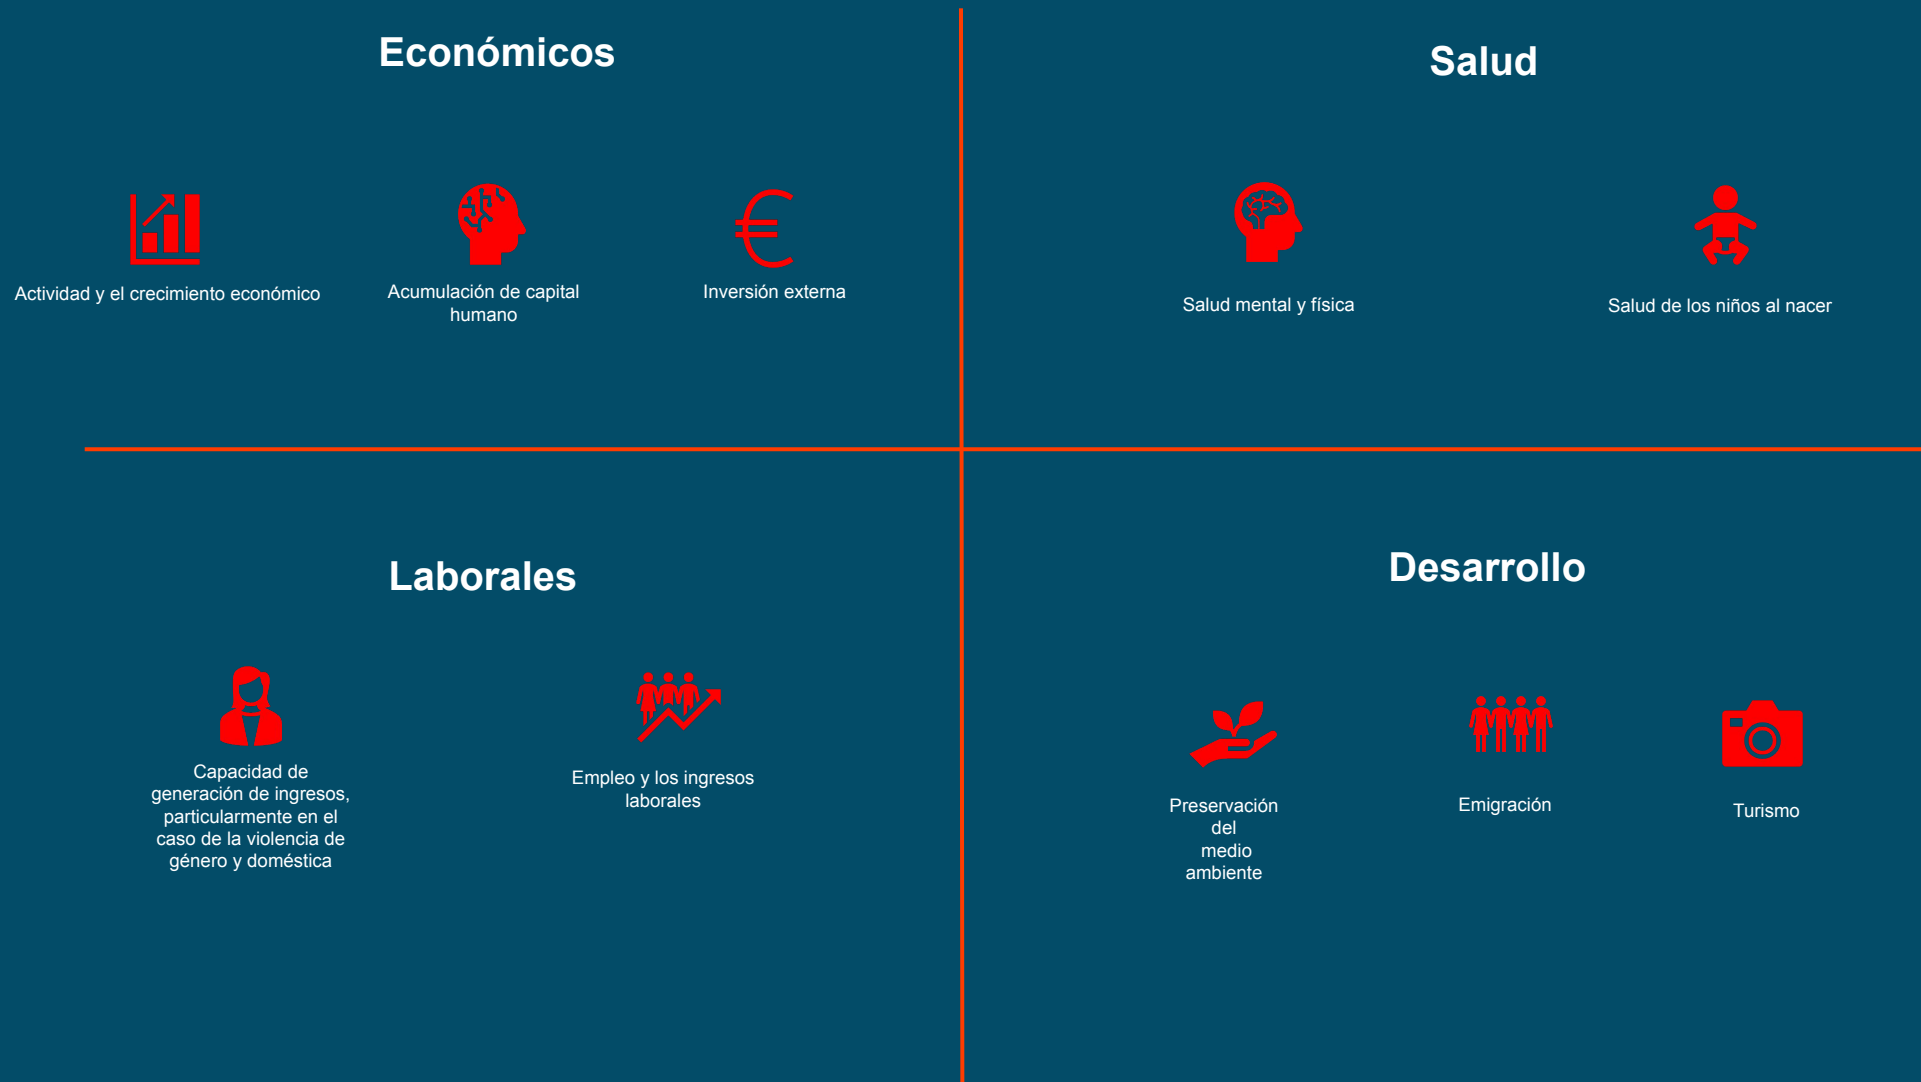 Económicos
Actividad y el crecimiento económico
Acumulación de capital
humano
Inversión externa
Salud
Salud mental y física
Salud de los niños al nacer
Laborales
Capacidad de
generación de ingresos,
particularmente en el
caso de la violencia de
género y doméstica
Empleo y los ingresos
laborales
Desarrollo
Preservación
del
medio
ambiente
Emigración
Turismo